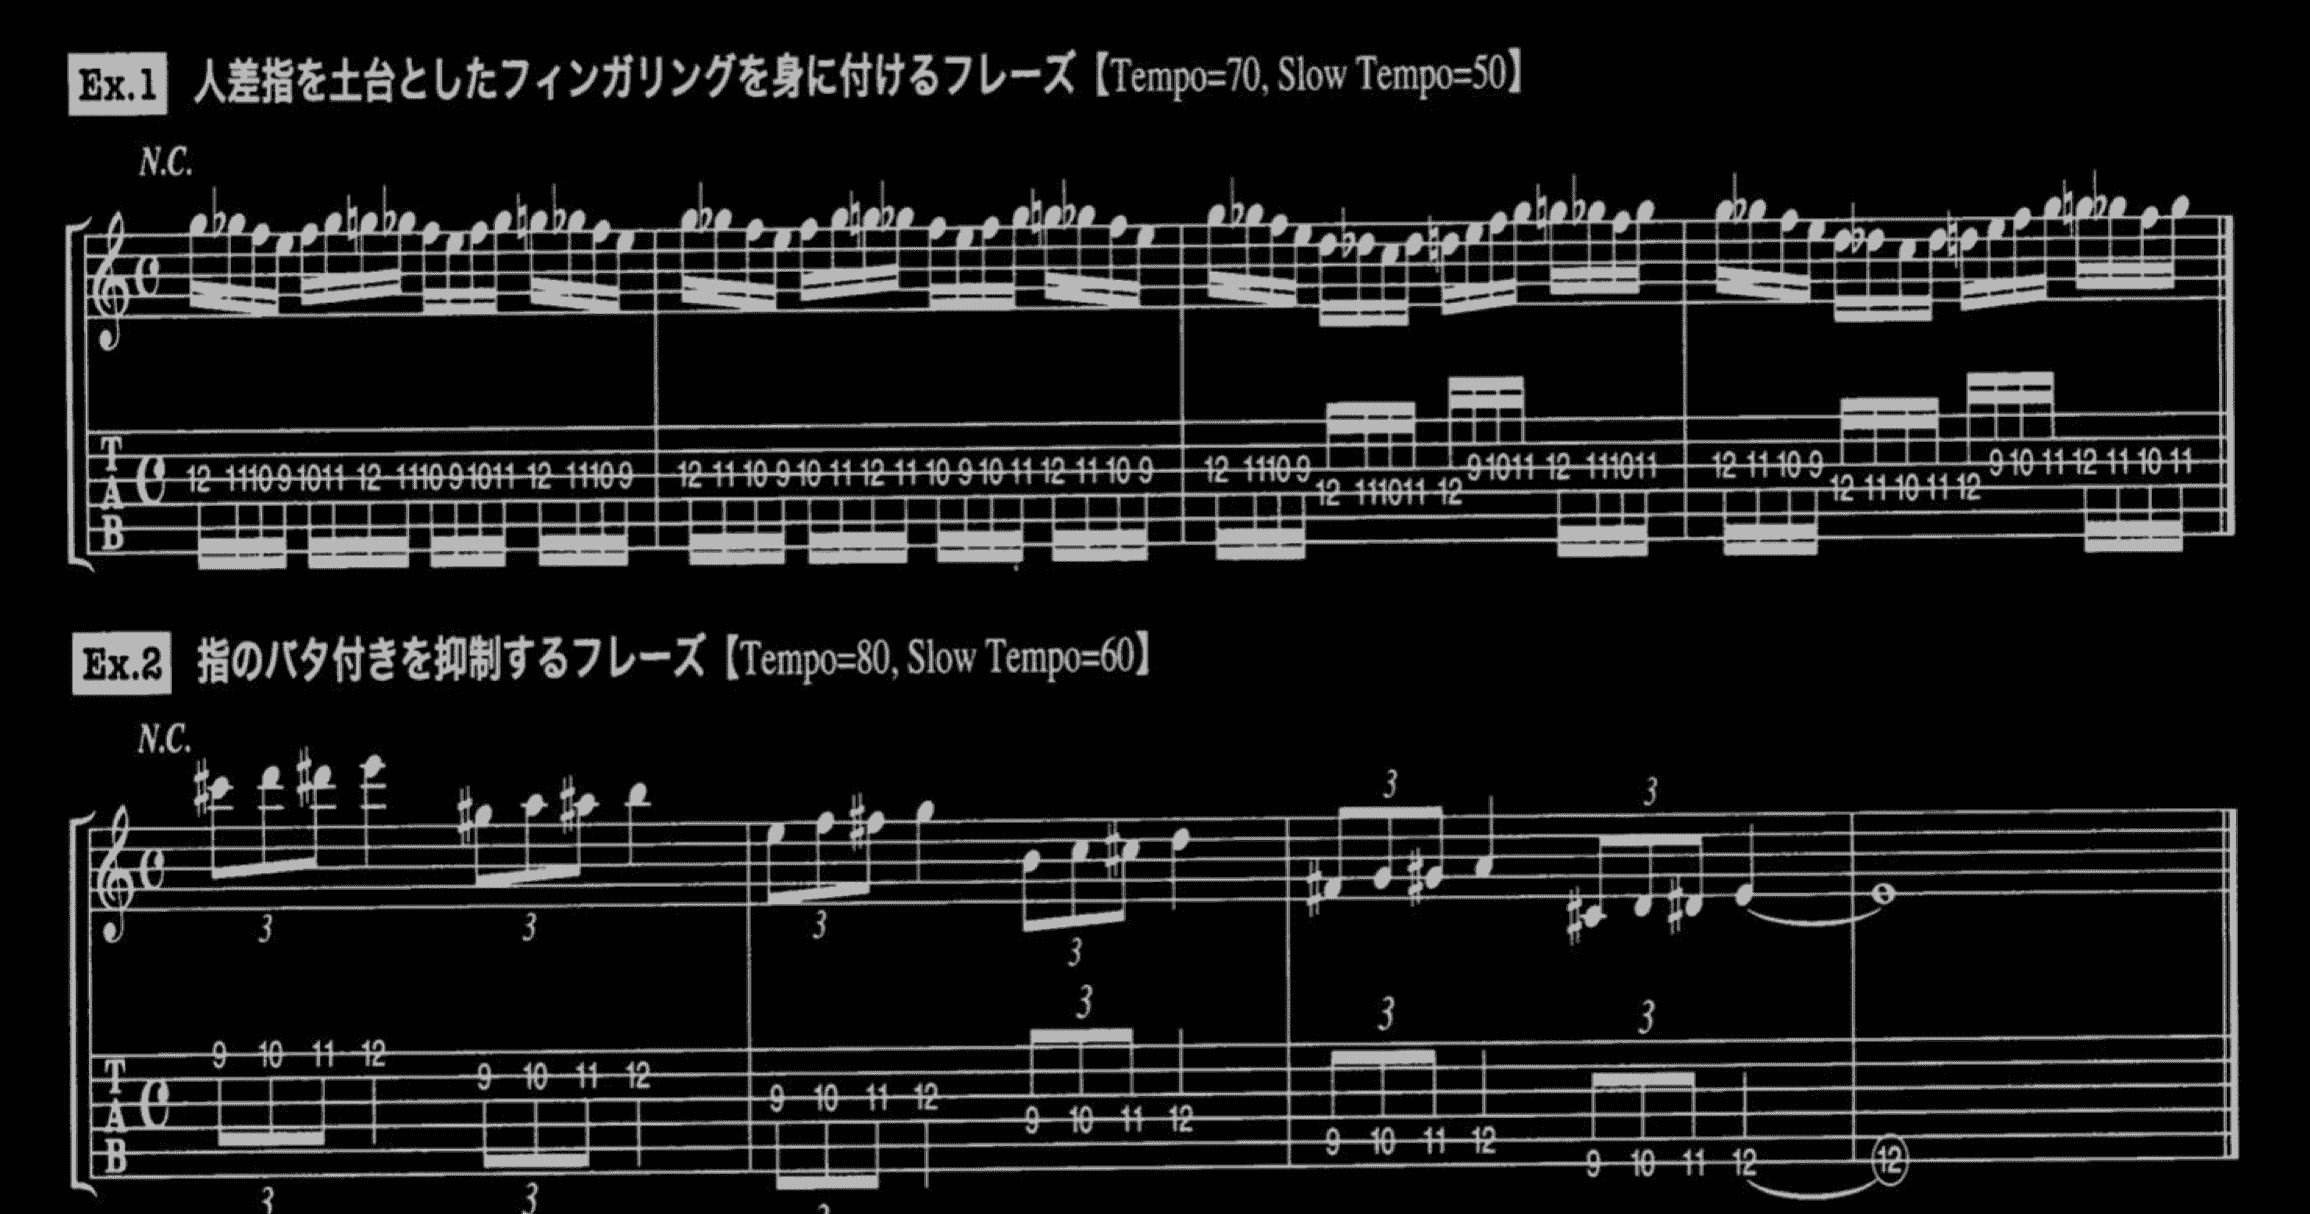 Ex.1 人差指を土台としたフィンガリングを身に付けるフレーズ【Tempo=70, Slow Tempo=50】
N.C.
T
A
B
12 11 10 9 10 11 12 11 10 9 10 11 12 11 10 9 12 11 10 9 10 11 12 11 10 9 10 11 12 11 10 9 12 11 10 9 12 11 10 11 12 9 10 11 12 11 10 11 12 11 10 9 12 11 10 11 12 9 10 11 12 11 10 11
Ex.2 指のバタ付きを抑制するフレーズ【Tempo=80, Slow Tempo=60】
N.C.
3 3 3 3 3 3
3 3 3
T
A
B
9 10 11 12 9 10 11 12 9 10 11 12 9 10 11 12 9 10 11 12 9 10 11 12 12
3 3 3